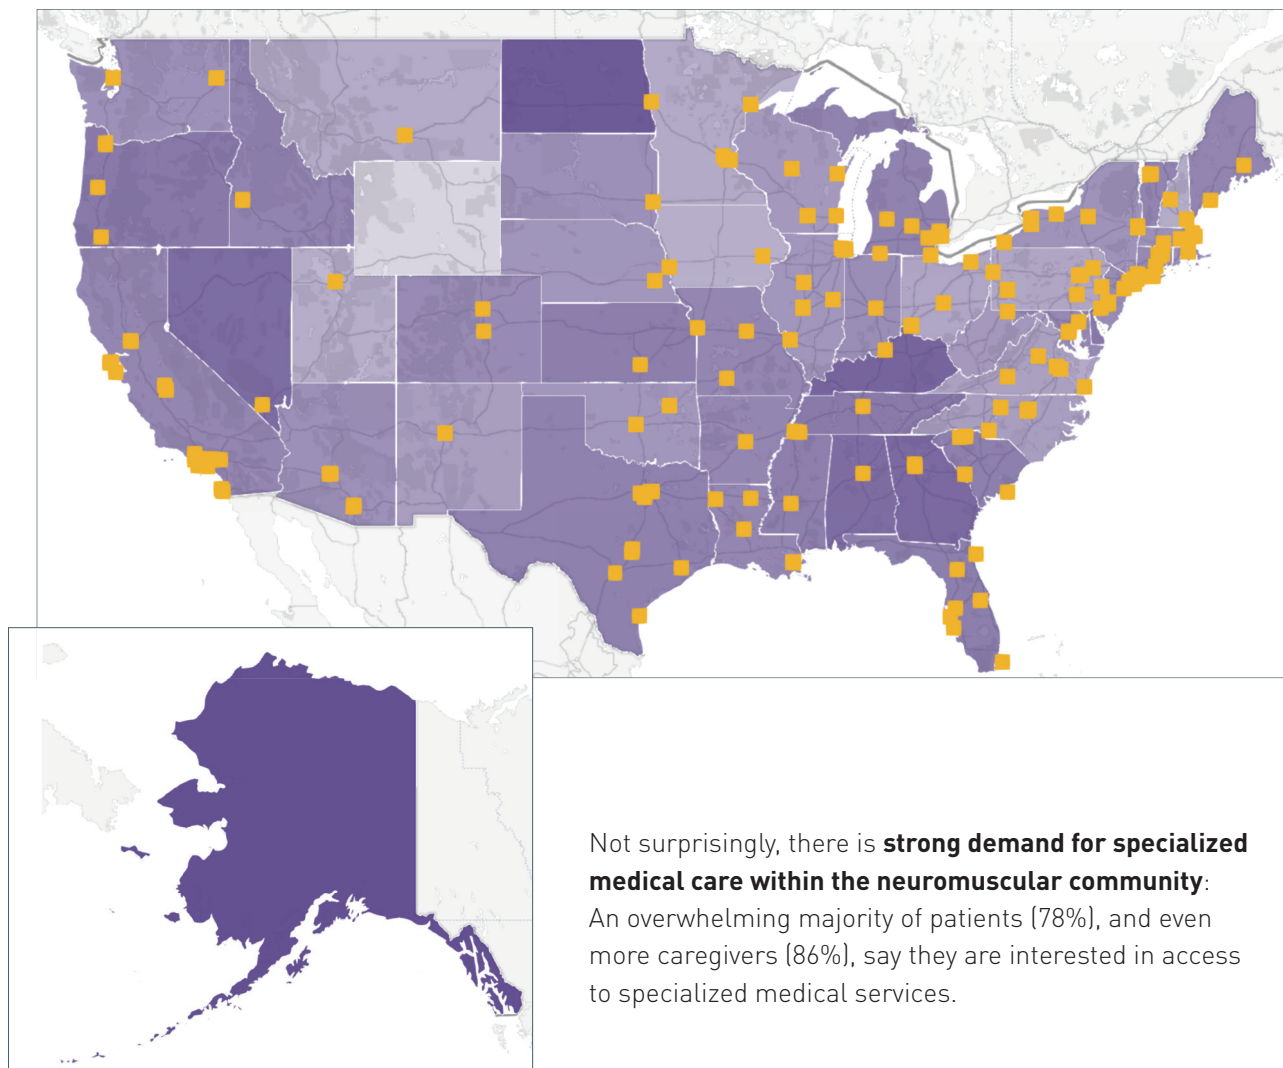 Not surprisingly, there is strong demand for specialized
medical care within the neuromuscular community:
An overwhelming majority of patients (78%), and even
more caregivers (86%), say they are interested in access
to specialized medical services.